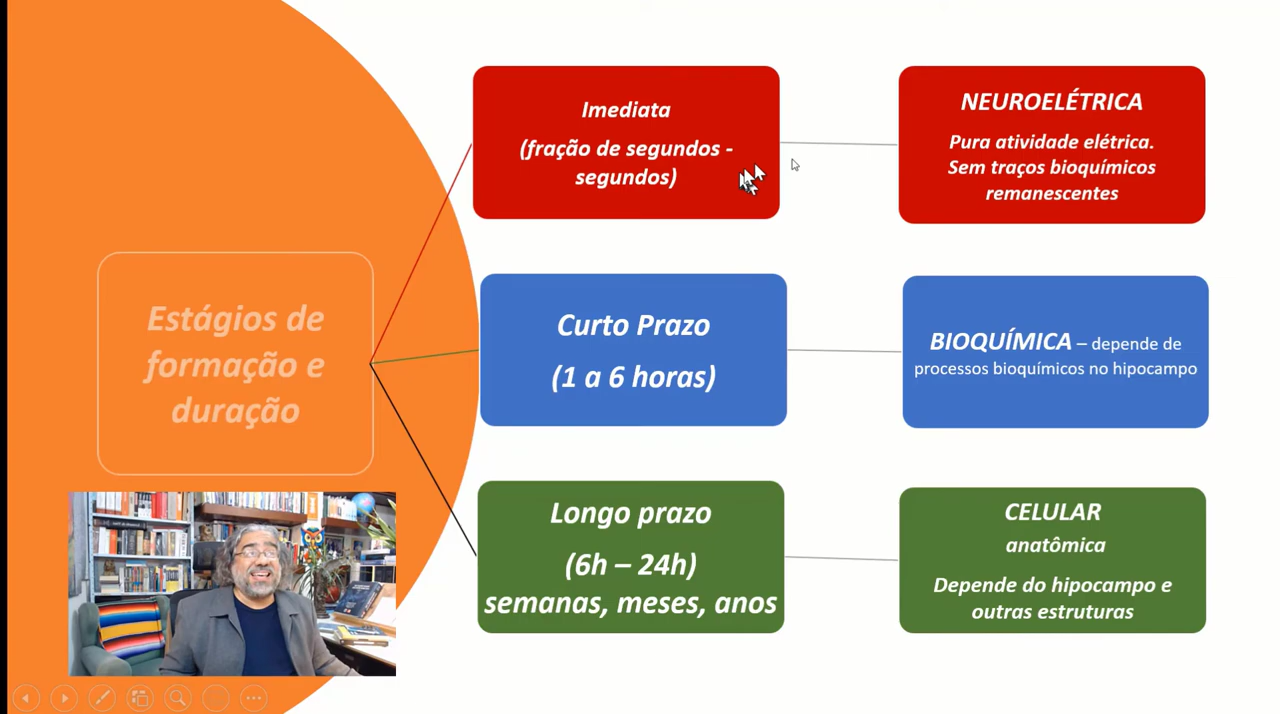 Imediata
(fração de segundos -
segundos)
NEUROELÉTRICA
Pura atividade elétrica.
Sem traços bioquímicos
remanescentes
Estágios de
formação e
duração
Curto Prazo
(1 a 6 horas)
BIOQUÍMICA – depende de
processos bioquímicos no hipocampo
Longo prazo
(6h – 24h)
semanas, meses, anos
CELULAR
anatômica
Depende do hipocampo e
outras estruturas